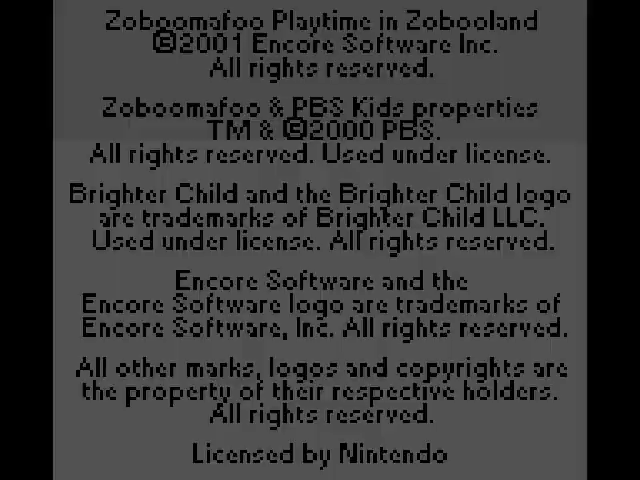 Zoboomafoo Playtime in Zobooland
©2001 Encore Software Inc.
All rights reserved.
Zoboomafoo & PBS Kids properties
TM & ©2000 PBS.
All rights reserved. Used under license.
Brighter Child and the Brighter Child logo
are trademarks of Brighter Child LLC.
Used under license. All rights reserved.
Encore Software and the
Encore Software logo are trademarks of
Encore Software, Inc. All rights reserved.
All other marks, logos and copyrights are
the property of their respective holders.
All rights reserved.
Licensed by Nintendo